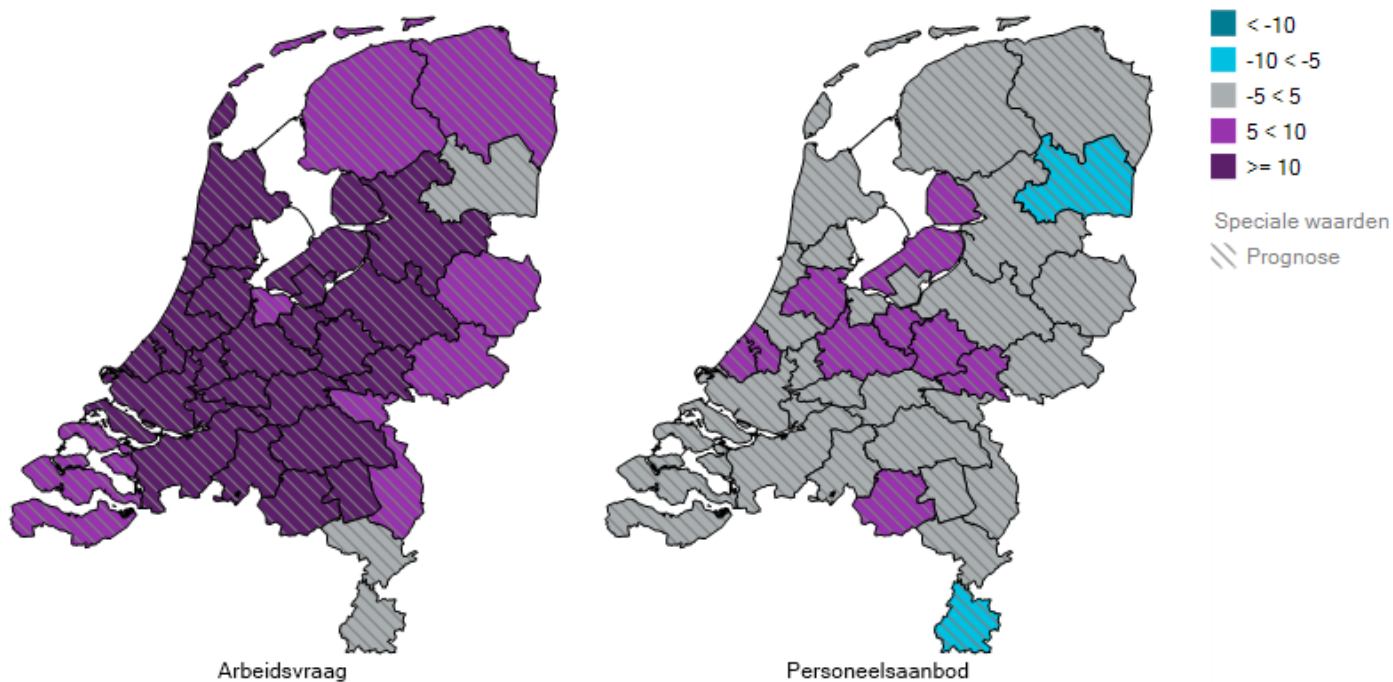 < -10
-10 < -5
-5 < 5
5 < 10
>= 10
Speciale waarden
Prognose
Arbeidsvraag
Personeelsaanbod